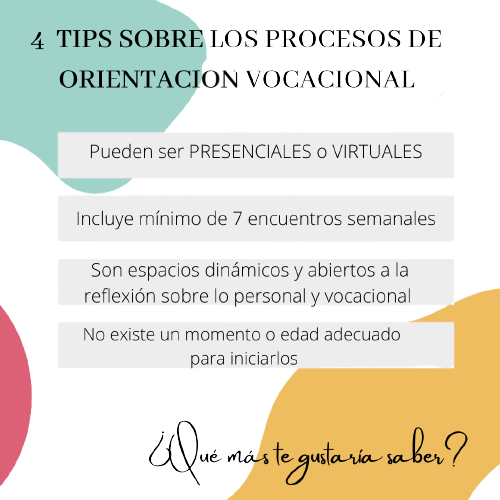 4 TIPS SOBRE LOS PROCESOS DE
ORIENTACION VOCACIONAL
Pueden ser PRESENCIALES o VIRTUALES
Incluye mínimo de 7 encuentros semanales
Son espacios dinámicos y abiertos a la
reflexión sobre lo personal y vocacional
No existe un momento o edad adecuado
para iniciarlos
¿Qué más te gustaría saber?